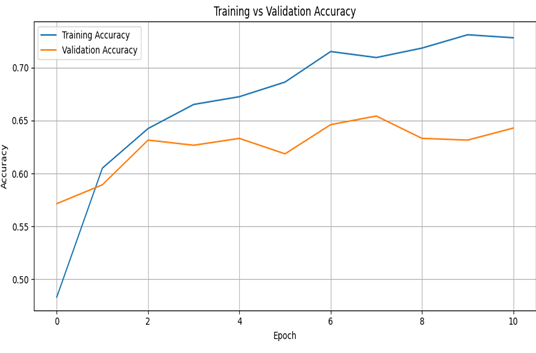 Training vs Validation Accuracy
Training Accuracy
Validation Accuracy
0.70
0.65
0.60
0.55
0.50
Accuracy
0 2 4 6 8 10
Epoch